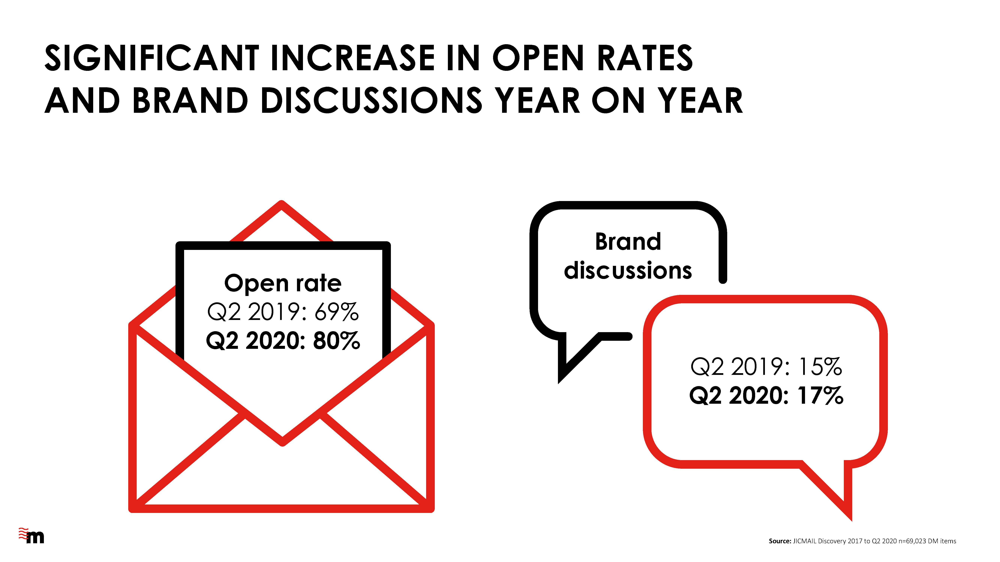 SIGNIFICANT INCREASE IN OPEN RATES
AND BRAND DISCUSSIONS YEAR ON YEAR
Open rate
Q2 2019: 69%
Q2 2020: 80%
Brand
discussions
Q2 2019: 15%
Q2 2020: 17%
m
Source: JICMAIL Discovery 2017 to Q2 2020 n=69,023 DM items